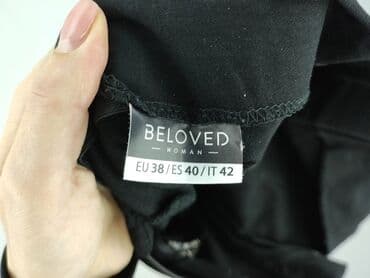 BELOVED
— WOMAN —
EU 38/ES 40/IT 42